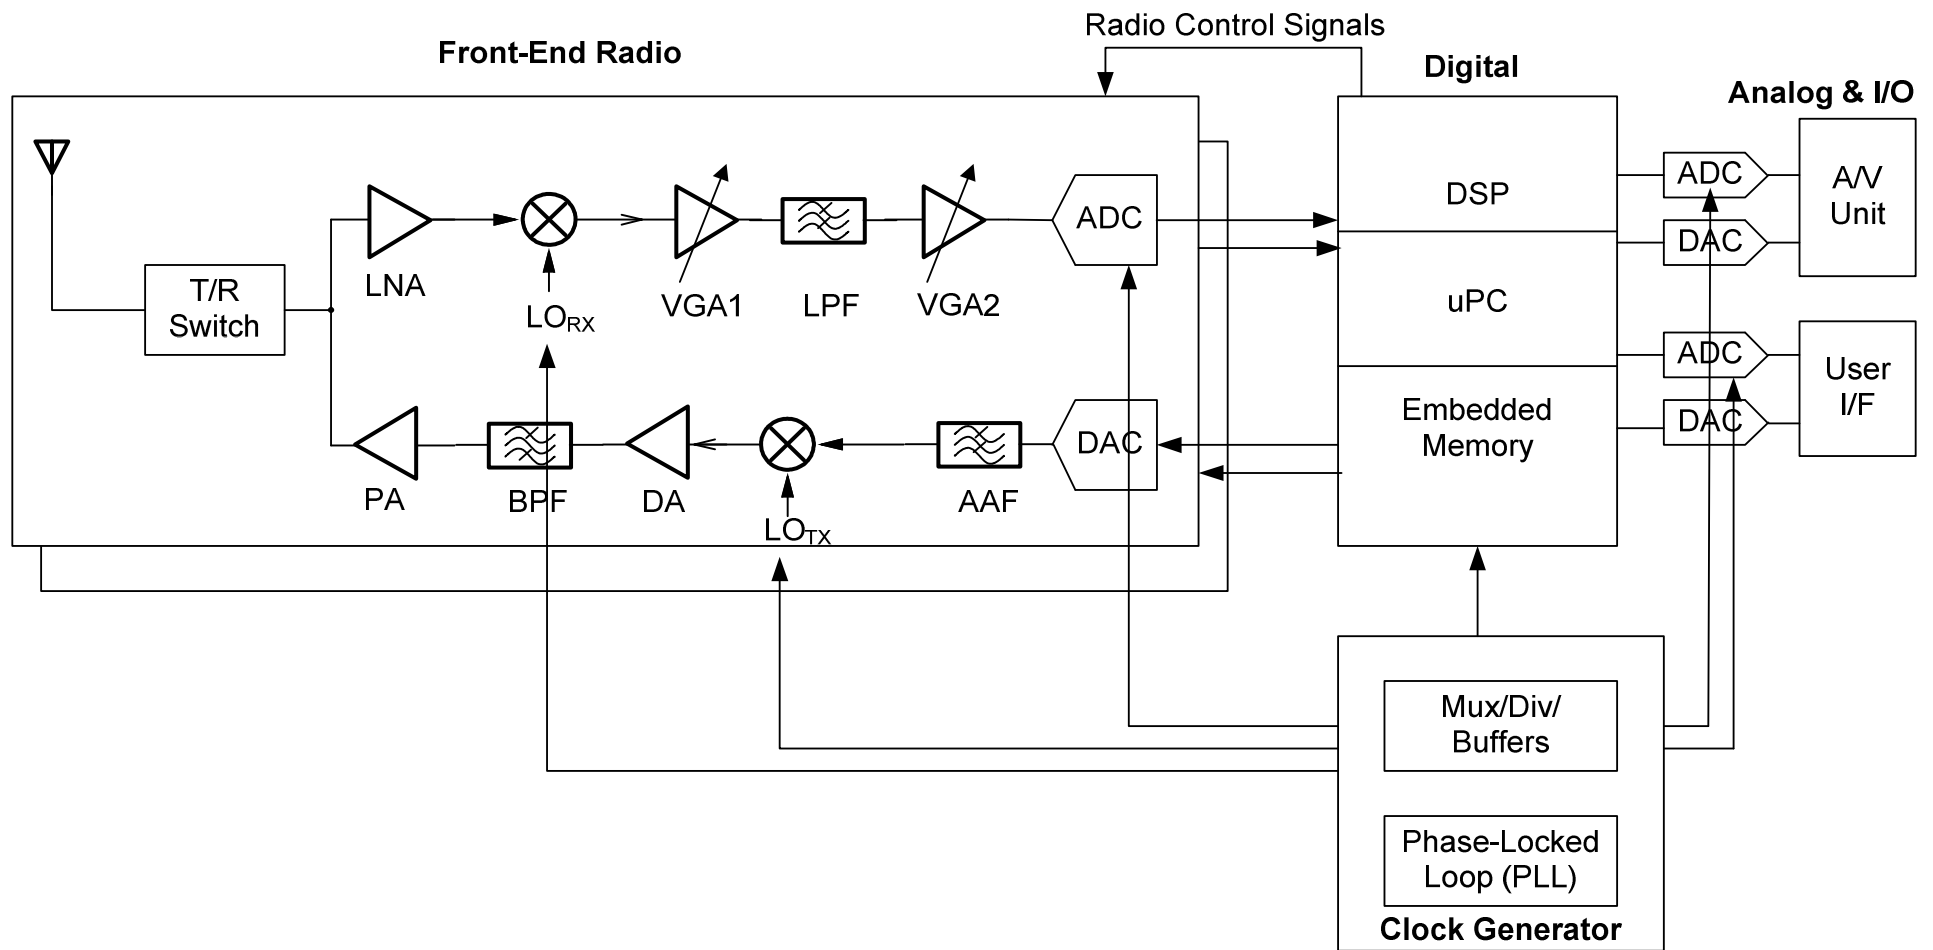 Radio Control Signals
Front-End Radio
Digital
Analog & I/O
ADC
A/V
Unit
DSP
ADC
DAC
LNA
T/R
Switch
LORX
VGA1
LPF
VGA2
uPC
ADC
User
I/F
DAC
Embedded
Memory
DAC
PA
BPF
DA
LOTX
AAF
Mux/Div/
Buffers
Phase-Locked
Loop (PLL)
Clock Generator